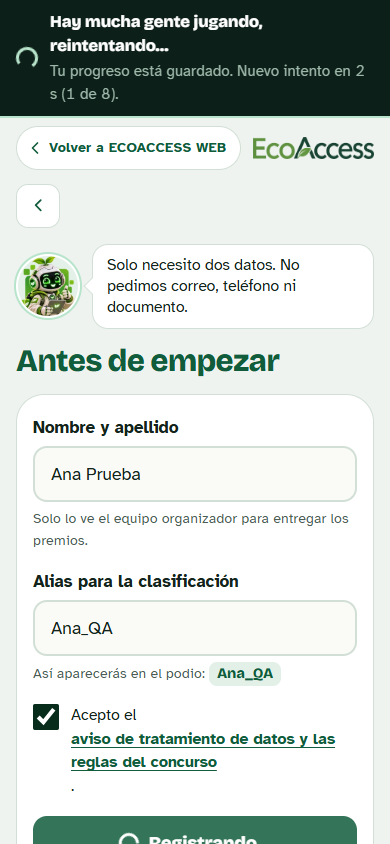 Hay mucha gente jugando,
reintentando...
Tu progreso está guardado. Nuevo intento en 2
s (1 de 8).
Volver a ECOACCESS WEB
EcoAccess
Solo necesito dos datos. No
pedimos correo, teléfono ni
documento.
Antes de empezar
Nombre y apellido
Ana Prueba
Solo lo ve el equipo organizador para entregar los
premios.
Alias para la clasificación
Ana_QA
Así aparecerás en el podio: Ana_QA
Acepto el
aviso de tratamiento de datos y las
reglas del concurso
.
Registrando